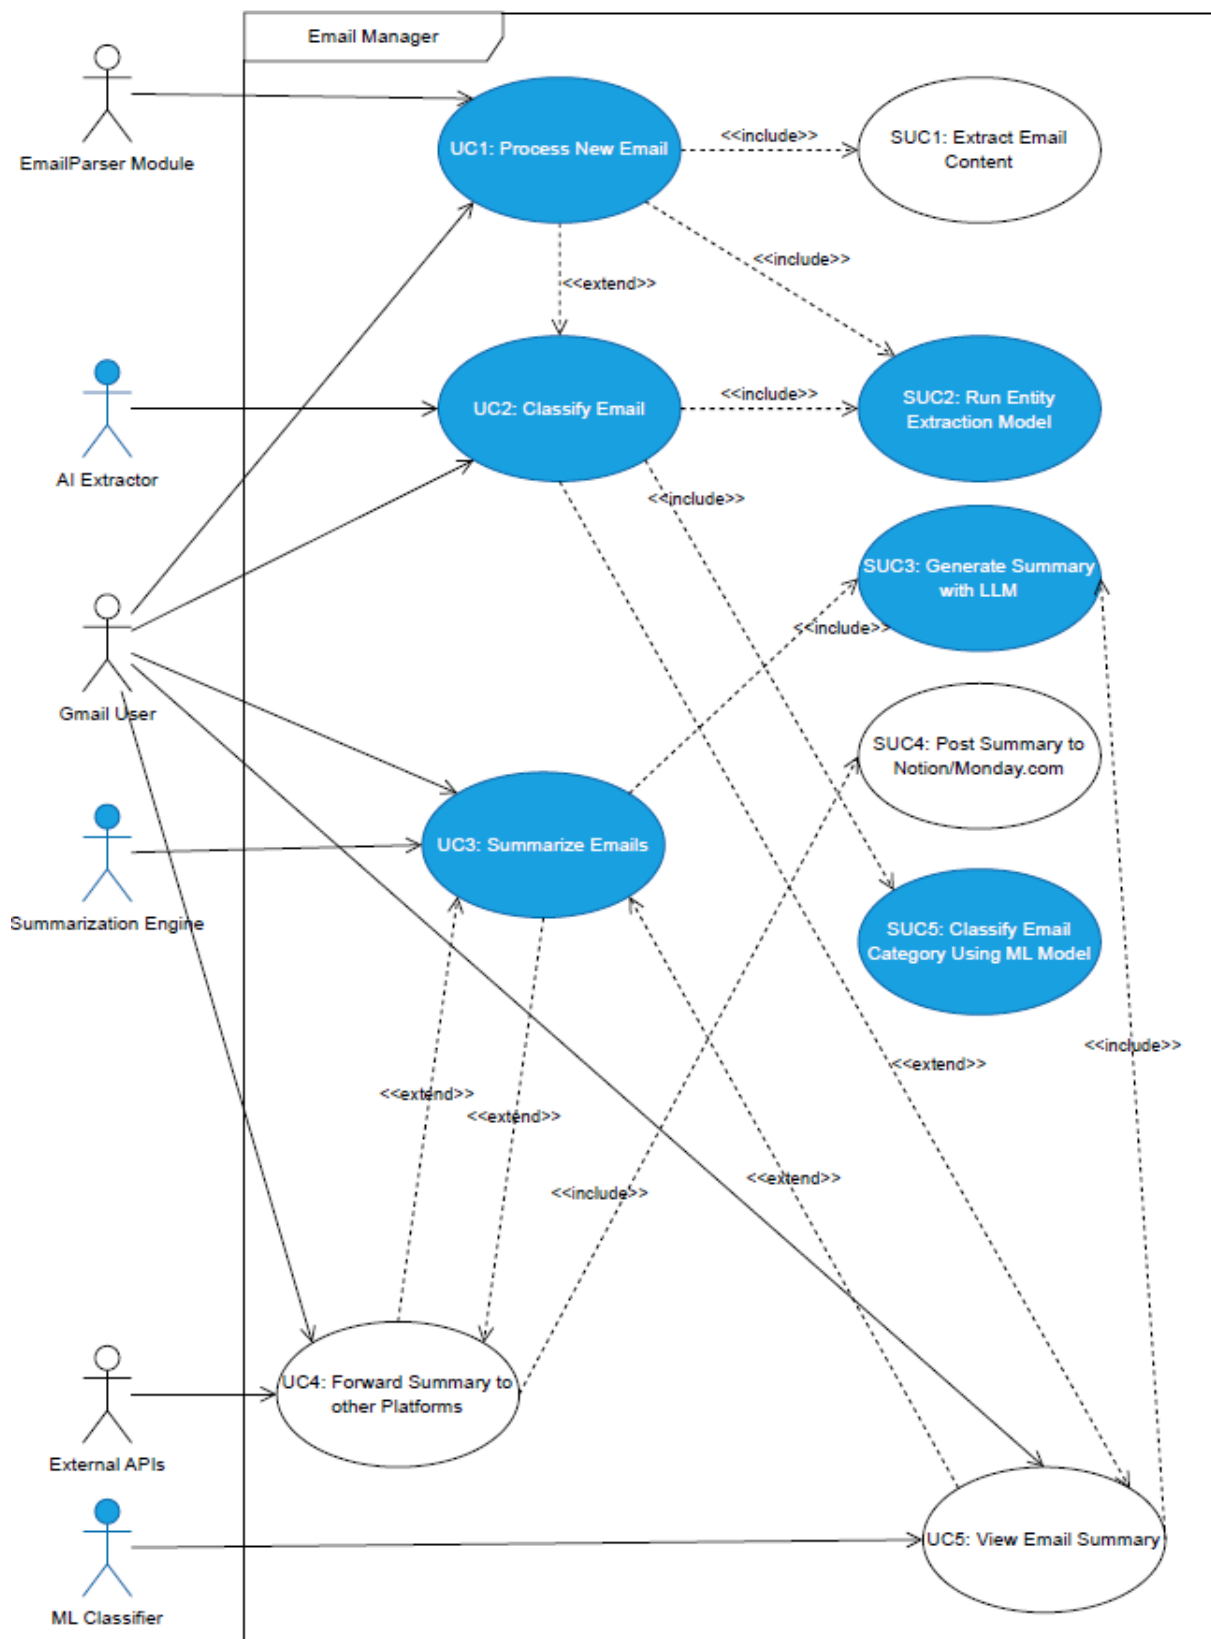 Email Manager
EmailParser Module
UC1: Process New Email
<<include>>
SUC1: Extract Email
Content
<<include>>
<<extend>>
AI Extractor
UC2: Classify Email
<<include>>
SUC2: Run Entity
Extraction Model
<<include>>
SUC3: Generate Summary
with LLM
<<include>>
Gmail User
SUC4: Post Summary to
Notion/Monday.com
UC3: Summarize Emails
Summarization Engine
SUC5: Classify Email
Category Using ML Model
<<include>>
<<extend>>
<<extend>>
<<extend>>
<<extend>>
<<include>>
UC4: Forward Summary to
other Platforms
External APIs
UC5: View Email Summary
ML Classifier